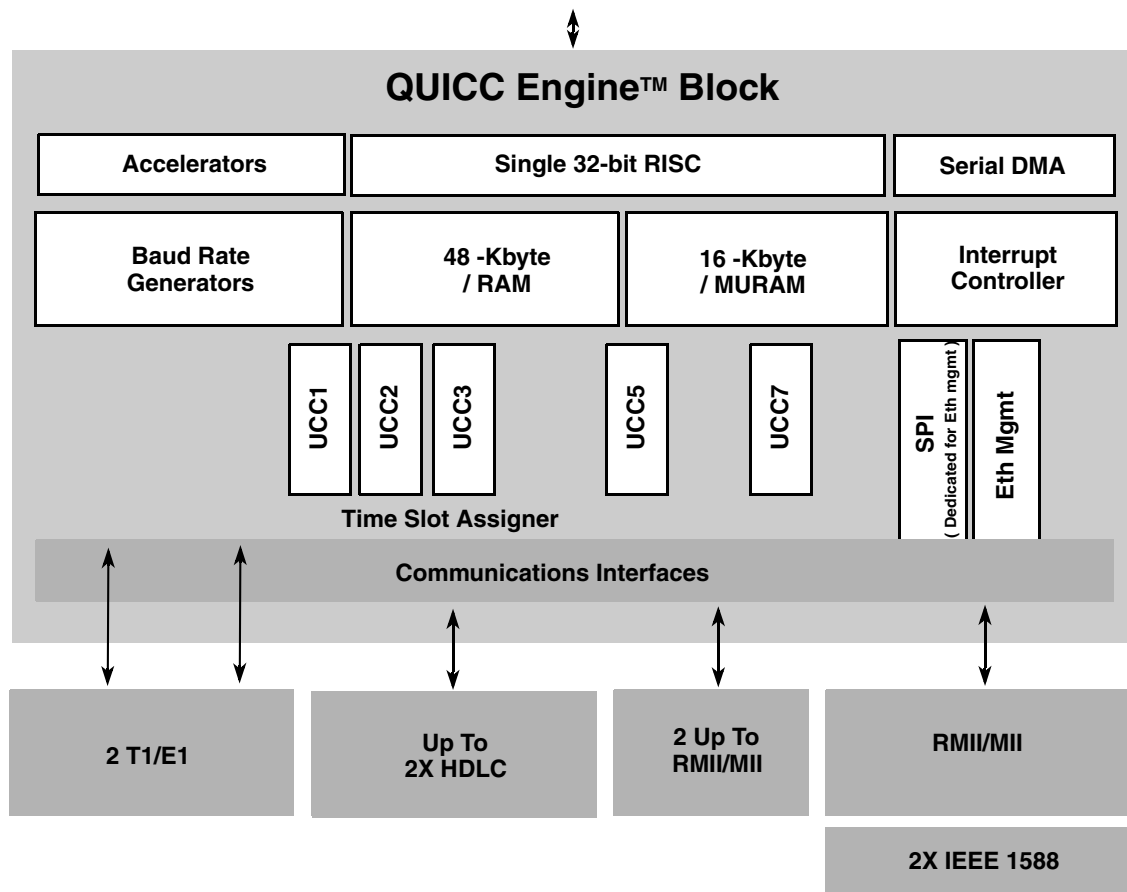 QUICC Engine™ Block
Accelerators
Single 32-bit RISC
Serial DMA
Baud Rate
Generators
48 -Kbyte
/ RAM
16 -Kbyte
/ MURAM
Interrupt
Controller
UCC1
UCC2
UCC3
UCC5
UCC7
SPI
( Dedicated for Eth mgmt )
Eth Mgmt
Time Slot Assigner
Communications Interfaces
2 T1/E1
Up To
2X HDLC
2 Up To
RMII/MII
RMII/MII
2X IEEE 1588